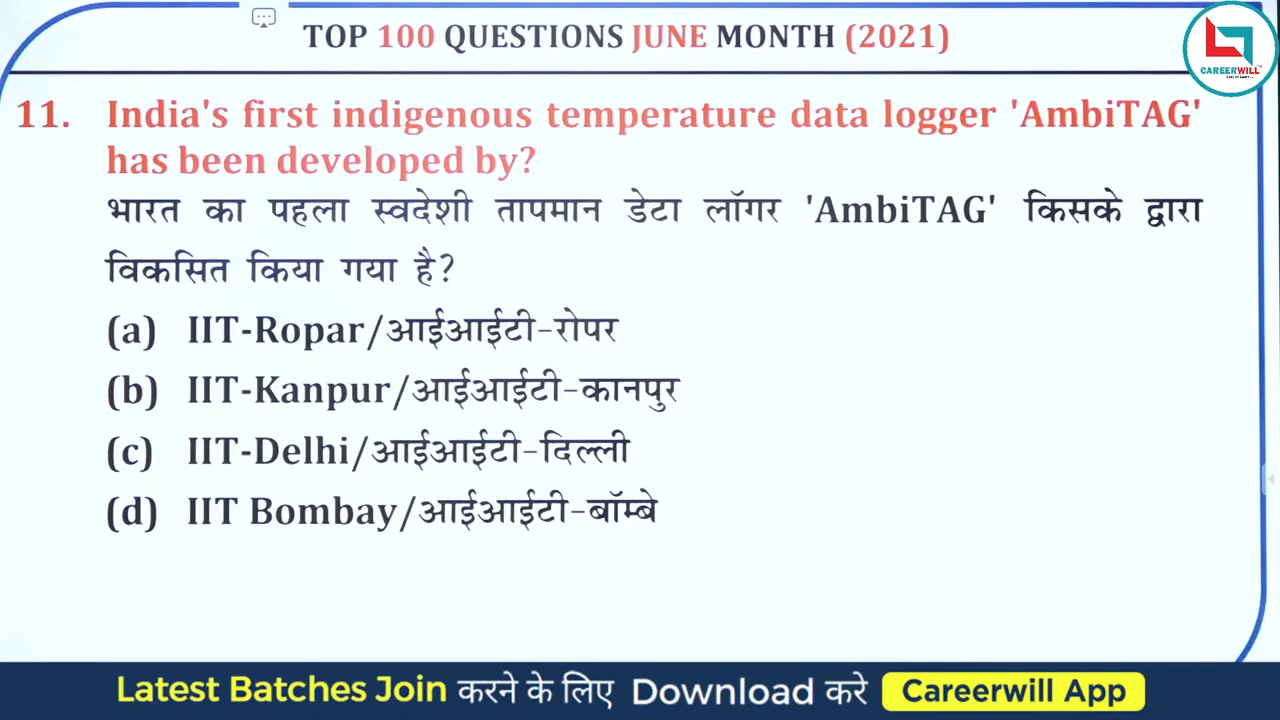 TOP 100 QUESTIONS JUNE MONTH (2021)
CAREERWILL
11. India's first indigenous temperature data logger 'AmbiTAG'
has been developed by?
भारत का पहला स्वदेशी तापमान डेटा लॉगर 'AmbiTAG' किसके द्वारा
विकसित किया गया है?
(a) IIT-Ropar/आईआईटी-रोपर
(b) IIT-Kanpur/आईआईटी-कानपुर
(c) IIT-Delhi/आईआईटी-दिल्ली
(d) IIT Bombay/आईआईटी-बॉम्बे
Latest Batches Join करने के लिए Download करे Careerwill App